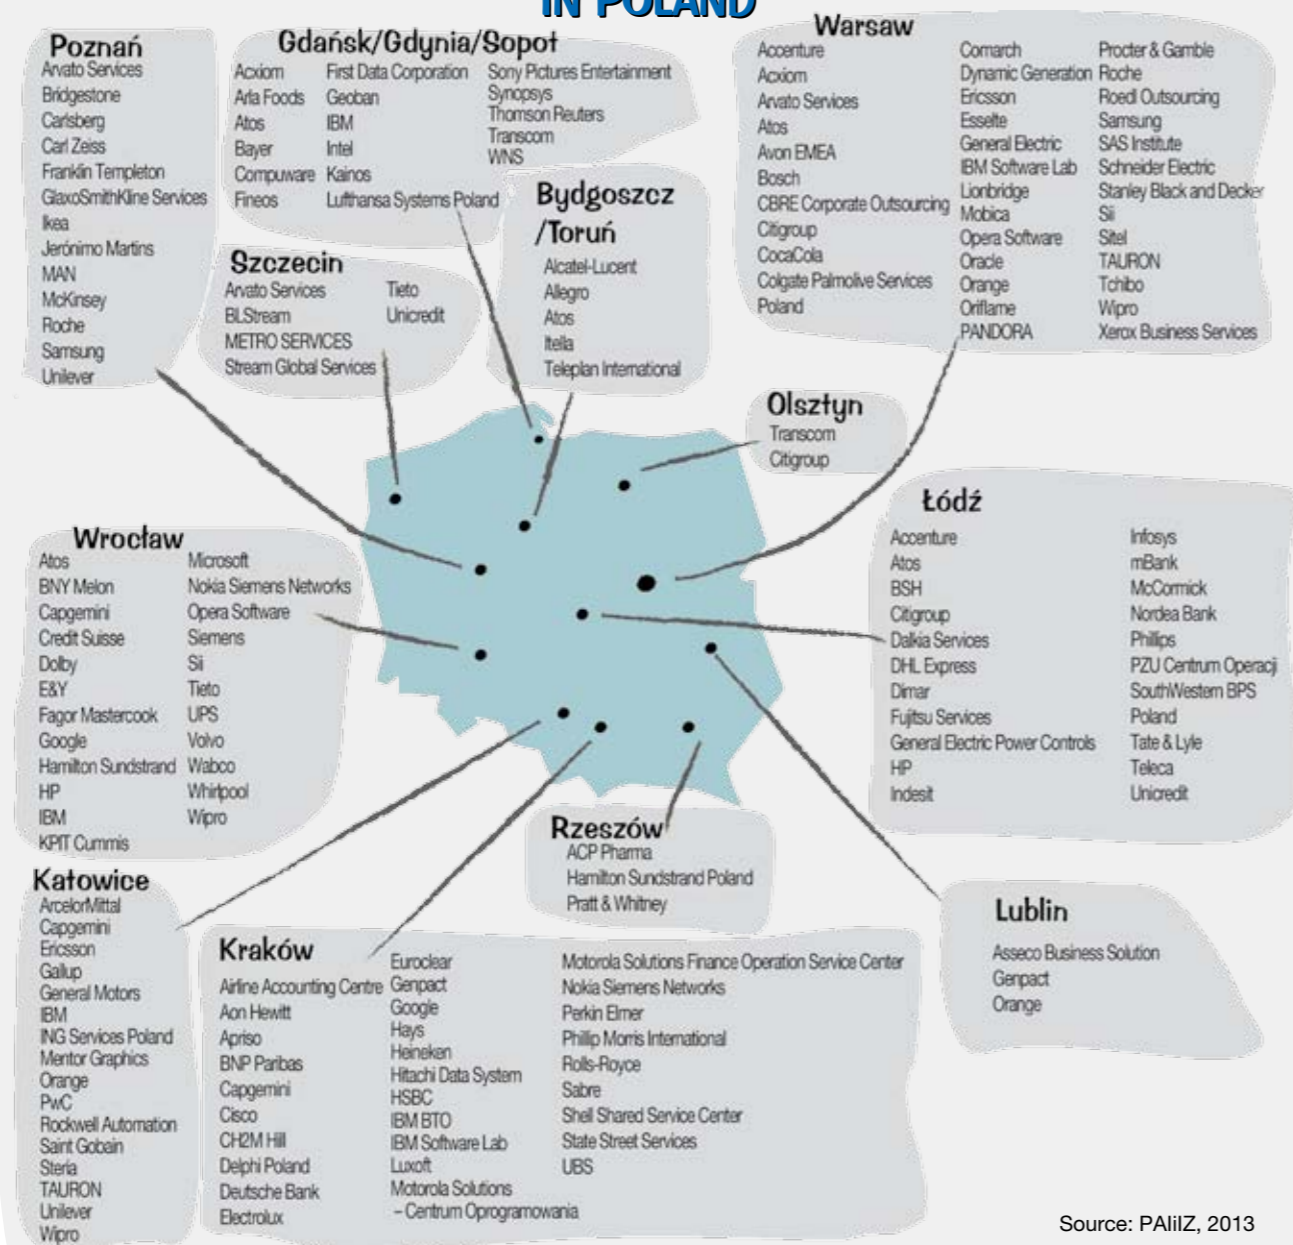 IN POLAND
Poznań
Arvato Services
Bridgestone
Carlsberg
Carl Zeiss
Franklin Templeton
GlaxoSmithKline Services
Ikea
Jerónimo Martins
MAN
McKinsey
Roche
Samsung
Unilever
Gdańsk/Gdynia/Sopot
Acxiom
Arla Foods
Atos
Bayer
Compuware
Fineos
First Data Corporation
Geoban
IBM
Intel
Kainos
Lufthansa Systems Poland
Sony Pictures Entertainment
Synopsys
Thomson Reuters
Transcom
WNS
Warsaw
Accenture
Acxiom
Arvato Services
Atos
Avon EMEA
Bosch
CBRE Corporate Outsourcing
Citigroup
CocaCola
Colgate Palmolive Services
Poland
Comarch
Dynamic Generation
Ericsson
Esselte
General Electric
IBM Software Lab
Lionbridge
Mobica
Opera Software
Oracle
Orange
Oriflame
PANDORA
Procter & Gamble
Roche
Roedl Outsourcing
Samsung
SAS Institute
Schneider Electric
Stanley Black and Decker
Sii
Sitel
TAURON
Tchibo
Wipro
Xerox Business Services
Szczecin
Arvato Services
BLStream
METRO SERVICES
Stream Global Services
Tieto
Unicredit
Bydgoszcz
/Toruń
Alcatel-Lucent
Allegro
Atos
Itella
Teleplan International
Olsztyn
Transcom
Citigroup
Wrocław
Atos
BNY Melon
Capgemini
Credit Suisse
Dolby
E&Y
Fagor Mastercook
Google
Hamilton Sundstrand
HP
IBM
KPIT Cummis
Microsoft
Nokia Siemens Networks
Opera Software
Siemens
Sii
Tieto
UPS
Volvo
Wabco
Whirlpool
Wipro
Łódź
Accenture
Atos
BSH
Citigroup
Dalkia Services
DHL Express
Dimar
Fujitsu Services
General Electric Power Controls
HP
Indesit
Infosys
mBank
McCormick
Nordea Bank
Phillips
PZU Centrum Operacji
SouthWestern BPS
Poland
Tate & Lyle
Teleca
Unicredit
Rzeszów
ACP Pharma
Hamilton Sundstrand Poland
Pratt & Whitney
Katowice
ArcelorMittal
Capgemini
Ericsson
Gallup
General Motors
IBM
ING Services Poland
Mentor Graphics
Orange
PwC
Rockwell Automation
Saint Gobain
Steria
TAURON
Unilever
Wipro
Kraków
Airline Accounting Centre
Aon Hewitt
Apriso
BNP Paribas
Capgemini
Cisco
CH2M Hill
Delphi Poland
Deutsche Bank
Electrolux
Euroclear
Genpact
Google
Hays
Heineken
Hitachi Data System
HSBC
IBM BTO
IBM Software Lab
Luxoft
Motorola Solutions
– Centrum Oprogramowania
Motorola Solutions Finance Operation Service Center
Nokia Siemens Networks
Perkin Elmer
Phillip Morris International
Rolls-Royce
Sabre
Shell Shared Service Center
State Street Services
UBS
Lublin
Asseco Business Solution
Genpact
Orange
Source: PAIiIZ, 2013